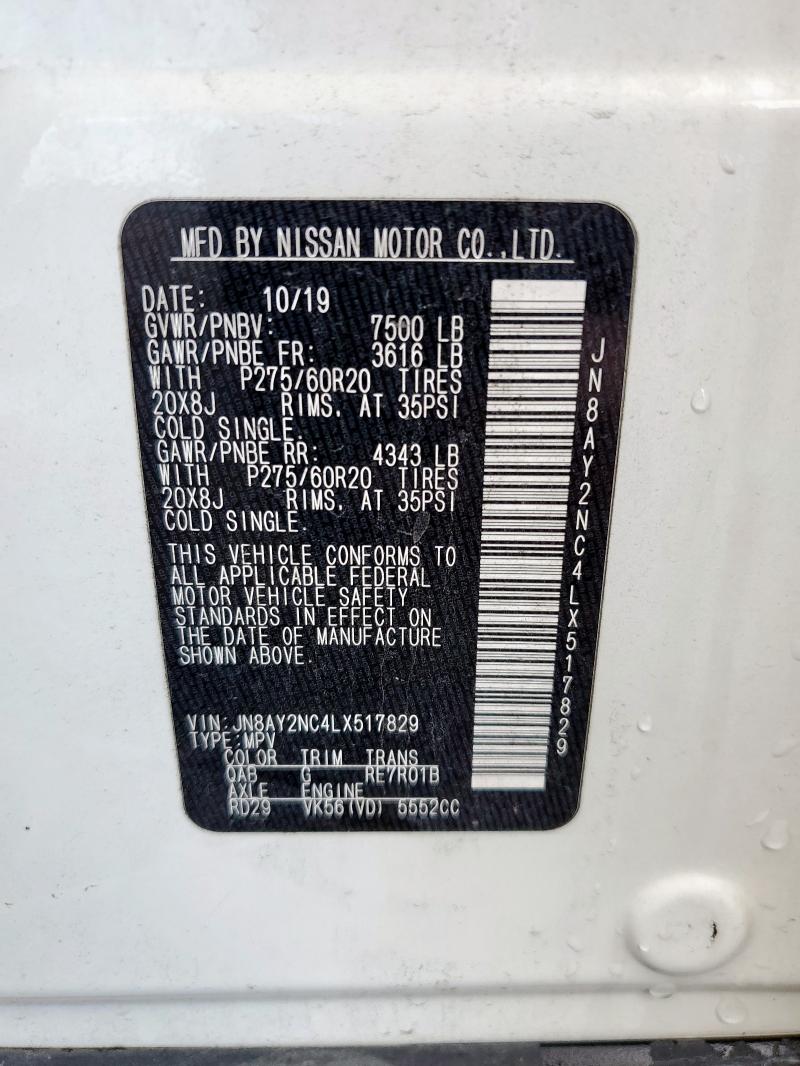 MFD BY NISSAN MOTOR CO.,LTD.
DATE: 10/19
GVWR/PNBV: 7500 LB
GAWR/PNBE FR: 3616 LB
WITH P275/60R20 TIRES
20X8J RIMS. AT 35PSI
COLD SINGLE.
GAWR/PNBE RR: 4343 LB
WITH P275/60R20 TIRES
20X8J RIMS. AT 35PSI
COLD SINGLE.
THIS VEHICLE CONFORMS TO
ALL APPLICABLE FEDERAL
MOTOR VEHICLE SAFETY
STANDARDS IN EFFECT ON
THE DATE OF MANUFACTURE
SHOWN ABOVE.
VIN: JN8AY2NC4LX517829
TYPE: MPV
COLOR TRIM TRANS
QAB G RE7R01B
AXLE ENGINE
RD29 VK56(VD) 5552CC
JN8AY2NC4LX517829